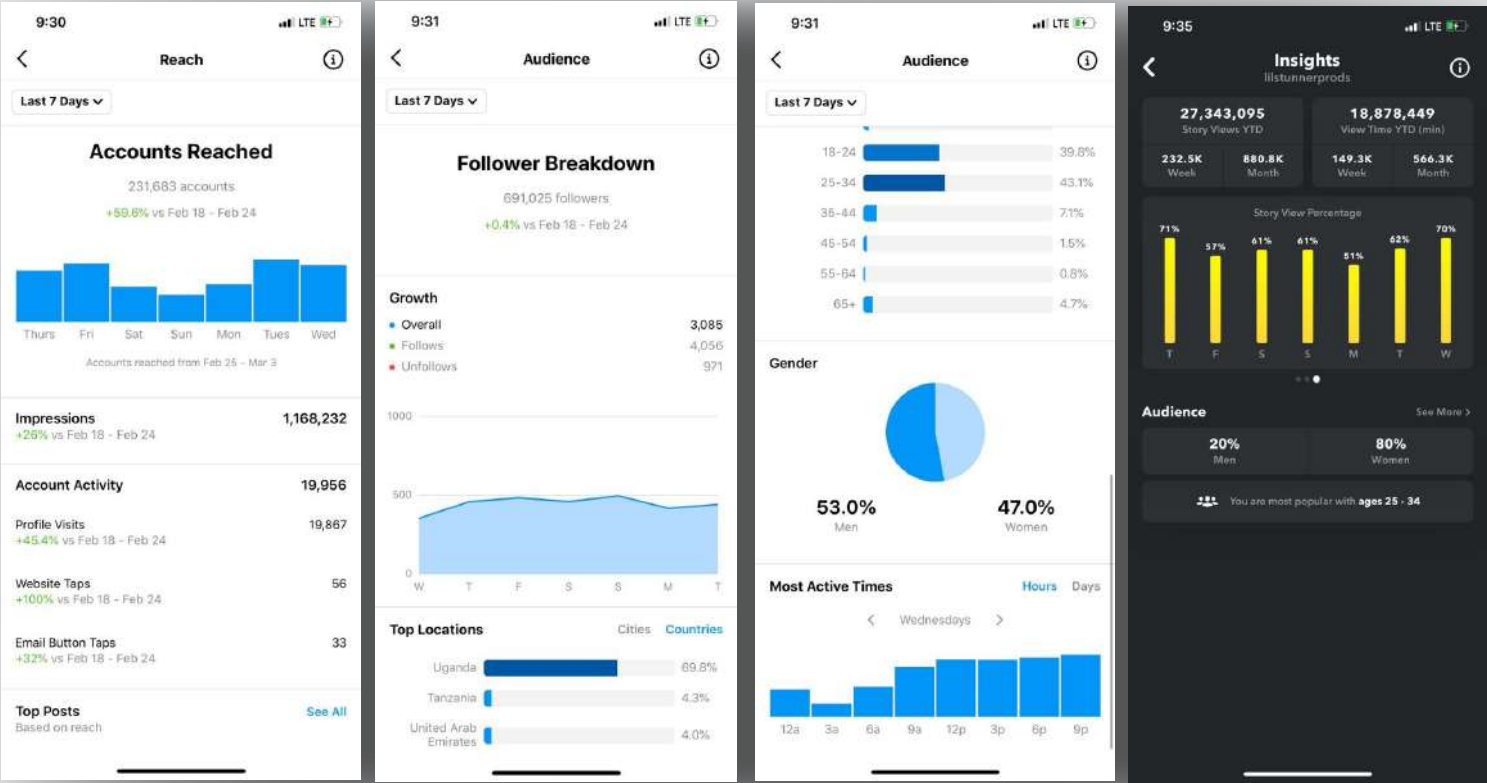 9:30
LTE
Reach
Last 7 Days
Accounts Reached
231,683 accounts
+59.6% vs Feb 18 - Feb 24
Thurs Fri Sat Sun Mon Tues Wed
Accounts reached from Feb 25 - Mar 3
Impressions 1,168,232
+26% vs Feb 18 - Feb 24
Account Activity 19,956
Profile Visits 19,867
+45.4% vs Feb 18 - Feb 24
Website Taps 56
+100% vs Feb 18 - Feb 24
Email Button Taps 33
+32% vs Feb 18 - Feb 24
Top Posts See All
Based on reach
9:31
LTE
Audience
Last 7 Days
Follower Breakdown
691,025 followers
+0.4% vs Feb 18 - Feb 24
Growth
Overall 3,085
Follows 4,056
Unfollows 971
1000
500
0
W T F S S M T
Top Locations Cities Countries
Uganda 69.8%
Tanzania 4.3%
United Arab
Emirates 4.0%
9:31
LTE
Audience
Last 7 Days
18-24 39.8%
25-34 43.1%
35-44 7.1%
45-54 1.5%
55-64 0.8%
65+ 4.7%
Gender
53.0% 47.0%
Men Women
Most Active Times Hours Days
Wednesdays
12a 3a 6a 9a 12p 3p 6p 9p
9:35
LTE
Insights
lilstunnerprods
27,343,095 18,878,449
Story Views YTD View Time YTD (min)
232.5K 880.8K 149.3K 566.3K
Week Month Week Month
Story View Percentage
71% 57% 61% 61% 51% 62% 70%
T F S S M T W
Audience See More
20% 80%
Men Women
You are most popular with ages 25 - 34